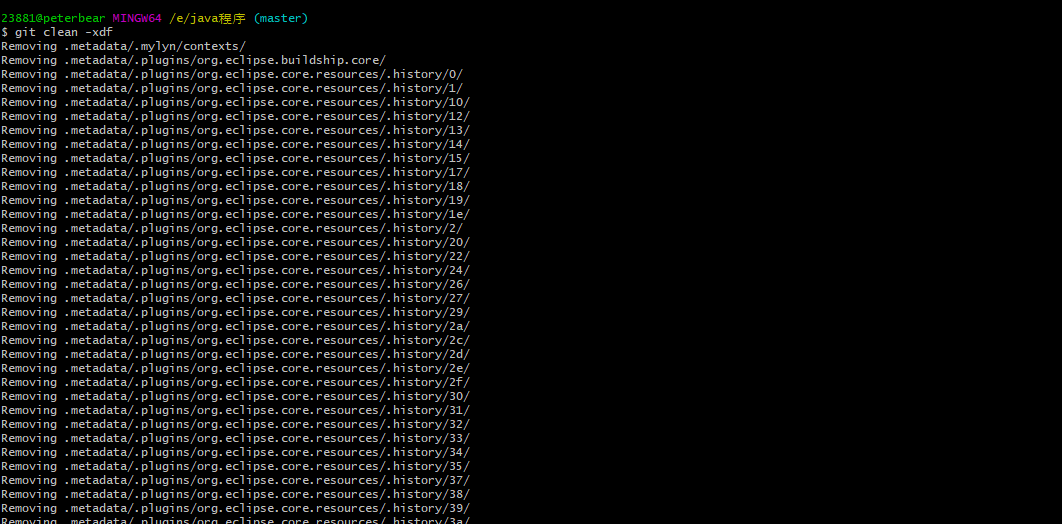 23881@peterbear MINGW64 /e/java程序 (master)
$ git clean -xdf
Removing .metadata/.mylyn/contexts/
Removing .metadata/.plugins/org.eclipse.buildship.core/
Removing .metadata/.plugins/org.eclipse.core.resources/.history/0/
Removing .metadata/.plugins/org.eclipse.core.resources/.history/1/
Removing .metadata/.plugins/org.eclipse.core.resources/.history/10/
Removing .metadata/.plugins/org.eclipse.core.resources/.history/12/
Removing .metadata/.plugins/org.eclipse.core.resources/.history/13/
Removing .metadata/.plugins/org.eclipse.core.resources/.history/14/
Removing .metadata/.plugins/org.eclipse.core.resources/.history/15/
Removing .metadata/.plugins/org.eclipse.core.resources/.history/17/
Removing .metadata/.plugins/org.eclipse.core.resources/.history/18/
Removing .metadata/.plugins/org.eclipse.core.resources/.history/19/
Removing .metadata/.plugins/org.eclipse.core.resources/.history/1e/
Removing .metadata/.plugins/org.eclipse.core.resources/.history/2/
Removing .metadata/.plugins/org.eclipse.core.resources/.history/20/
Removing .metadata/.plugins/org.eclipse.core.resources/.history/22/
Removing .metadata/.plugins/org.eclipse.core.resources/.history/24/
Removing .metadata/.plugins/org.eclipse.core.resources/.history/26/
Removing .metadata/.plugins/org.eclipse.core.resources/.history/27/
Removing .metadata/.plugins/org.eclipse.core.resources/.history/29/
Removing .metadata/.plugins/org.eclipse.core.resources/.history/2a/
Removing .metadata/.plugins/org.eclipse.core.resources/.history/2c/
Removing .metadata/.plugins/org.eclipse.core.resources/.history/2d/
Removing .metadata/.plugins/org.eclipse.core.resources/.history/2e/
Removing .metadata/.plugins/org.eclipse.core.resources/.history/2f/
Removing .metadata/.plugins/org.eclipse.core.resources/.history/30/
Removing .metadata/.plugins/org.eclipse.core.resources/.history/31/
Removing .metadata/.plugins/org.eclipse.core.resources/.history/32/
Removing .metadata/.plugins/org.eclipse.core.resources/.history/33/
Removing .metadata/.plugins/org.eclipse.core.resources/.history/34/
Removing .metadata/.plugins/org.eclipse.core.resources/.history/35/
Removing .metadata/.plugins/org.eclipse.core.resources/.history/37/
Removing .metadata/.plugins/org.eclipse.core.resources/.history/38/
Removing .metadata/.plugins/org.eclipse.core.resources/.history/39/
Removing .metadata/.plugins/org.eclipse.core.resources/.history/3a/